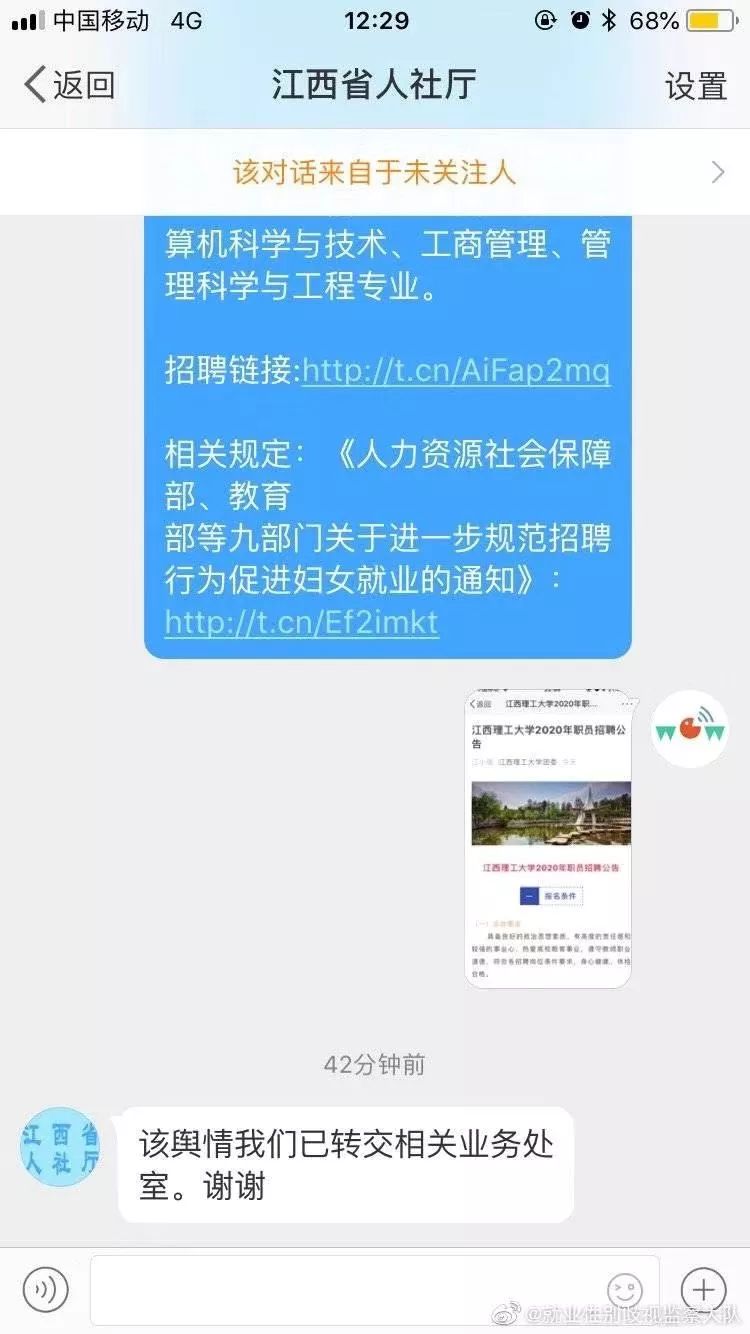 中国移动 4G 12:29 68%
返回 江西省人社厅 设置
该对话来自于未关注人
算机科学与技术、工商管理、管
理科学与工程专业。
招聘链接:http://t.cn/AiFap2mq
相关规定：《人力资源社会保障
部、教育
部等九部门关于进一步规范招聘
行为促进妇女就业的通知》：
http://t.cn/Ef2imkt
返回 江西理工大学2020年职...
江西理工大学2020年职员招聘公
告
江西理工大学团委 今天
江西理工大学2020年职员招聘公告
一 报名条件
具备良好的政治思想素质，有高度的责任感和
较强的事业心，热爱高校教育事业，遵守教师职业
道德，符合各招聘岗位条件要求，身心健康，体检
合格。
42分钟前
江西省
人社厅
该舆情我们已转交相关业务处
室。谢谢
@就业性别歧视监察大队